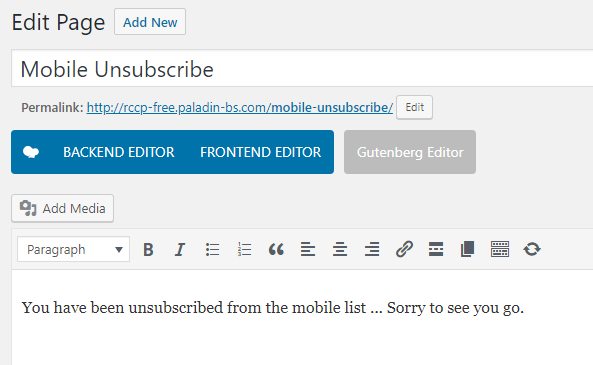 Edit Page Add New
Mobile Unsubscribe
Permalink: http://rccp-free.paladin-bs.com/mobile-unsubscribe/ Edit
BACKEND EDITOR FRONTEND EDITOR Gutenberg Editor
Add Media
Paragraph B I
You have been unsubscribed from the mobile list ... Sorry to see you go.